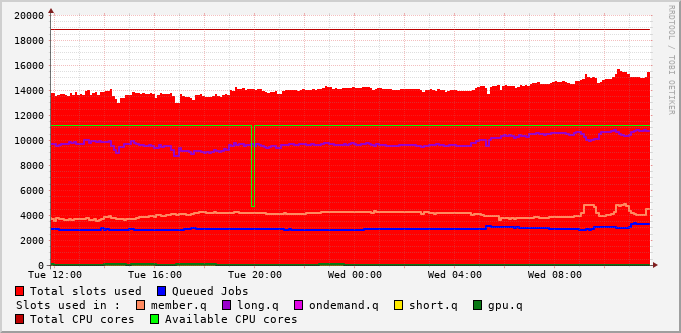 20000
18000
16000
14000
12000
10000
8000
6000
4000
2000
0
Tue 12:00 Tue 16:00 Tue 20:00 Wed 00:00 Wed 04:00 Wed 08:00
Total slots used Queued Jobs
Slots used in : member.q long.q ondemand.q short.q gpu.q
Total CPU cores Available CPU cores
RRDTOOL / TOBI OETIKER